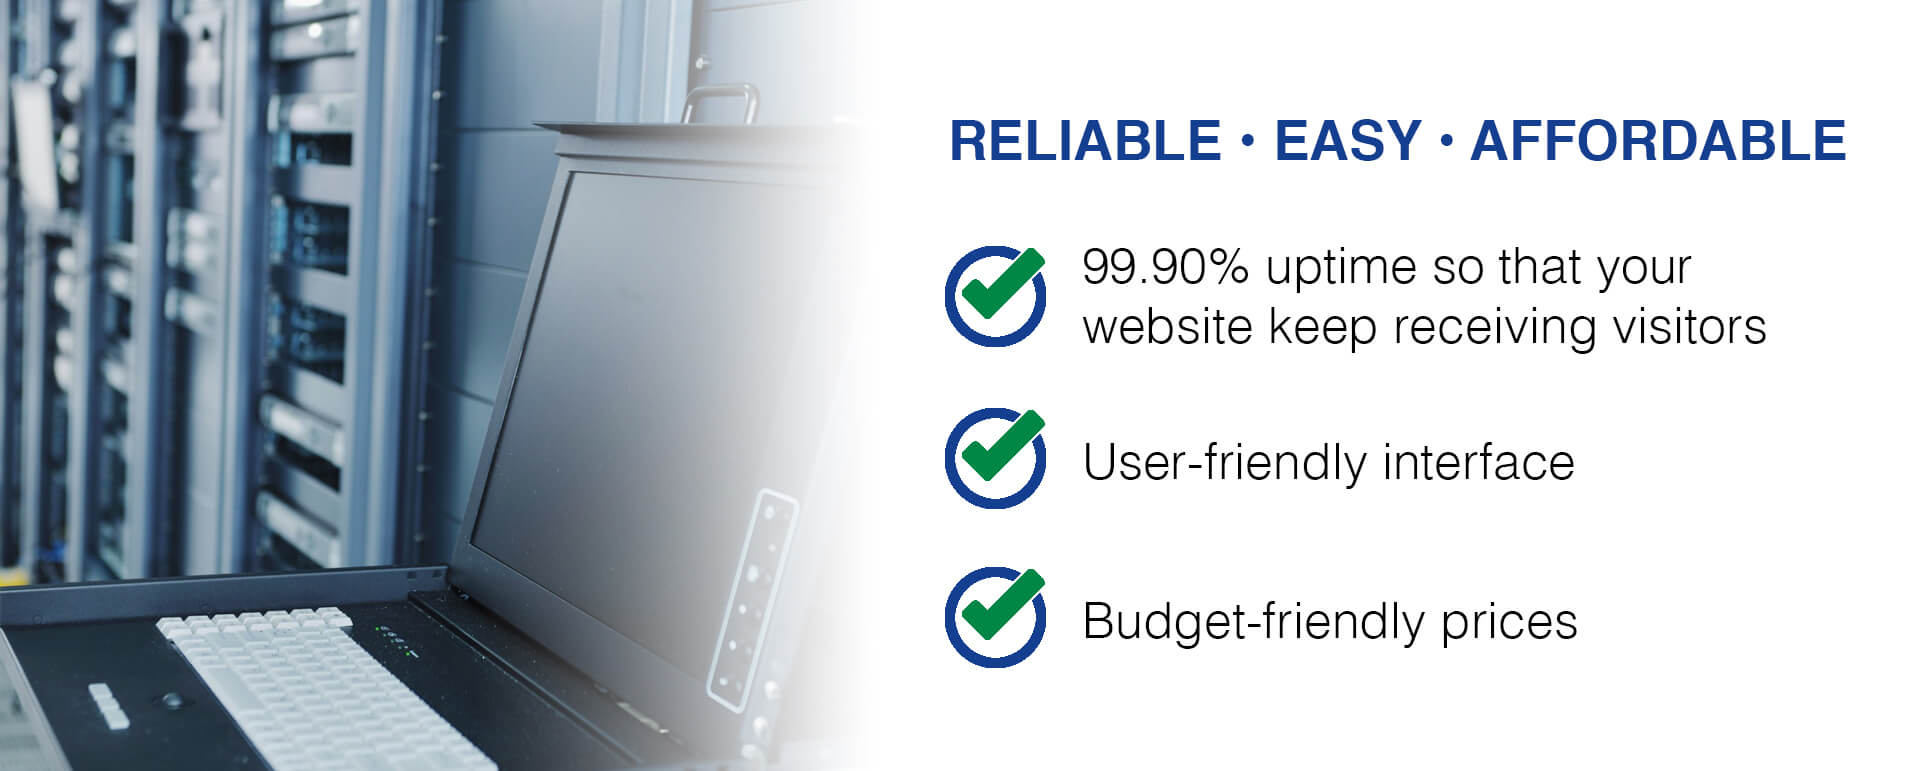 RELIABLE • EASY • AFFORDABLE
99.90% uptime so that your
website keep receiving visitors
User-friendly interface
Budget-friendly prices